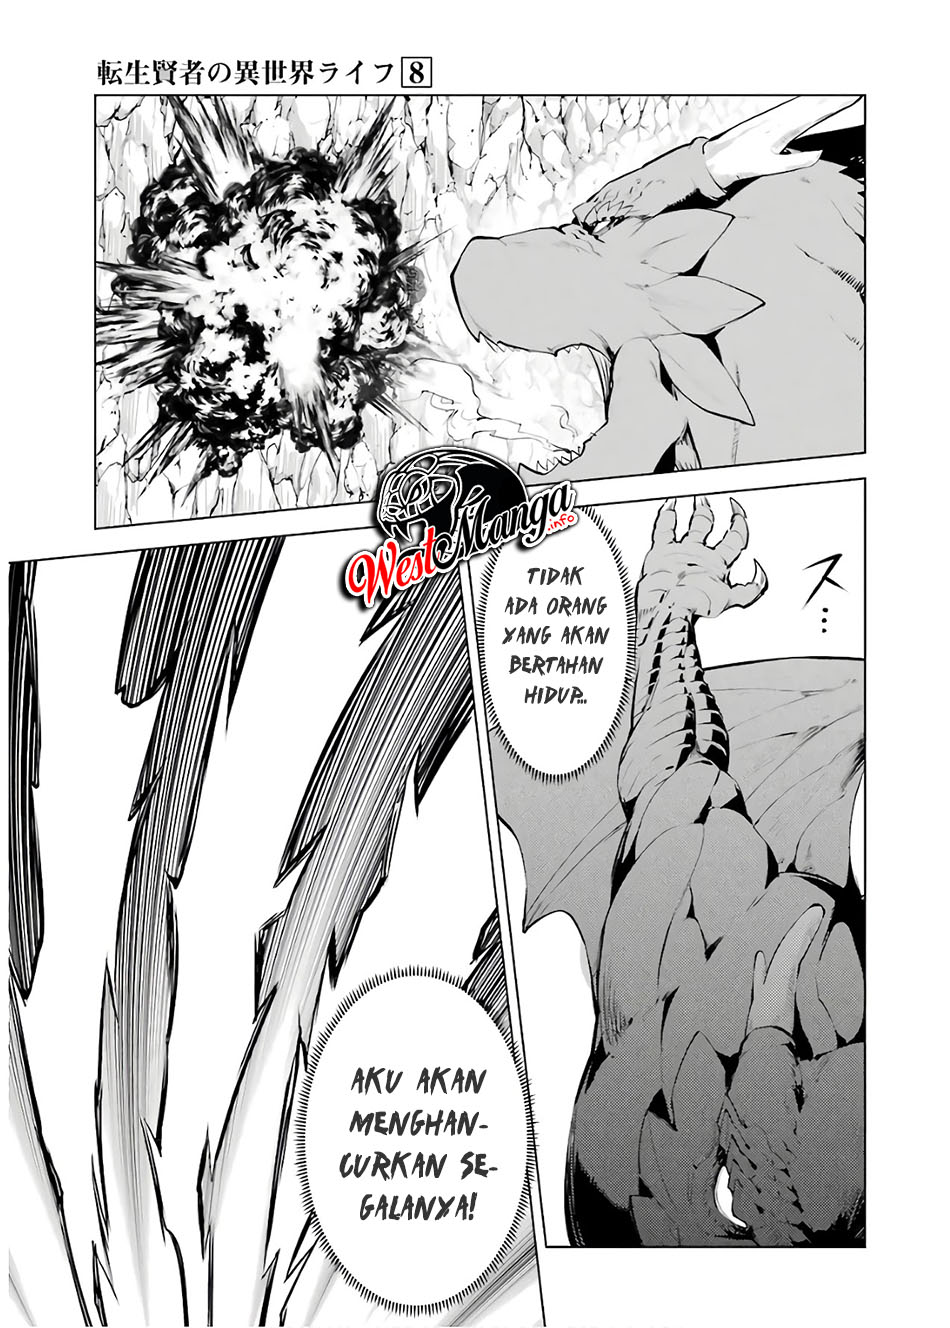 転生賢者の異世界ライフ8
WestManga
.info
ス…
TIDAK
ADA ORANG
YANG AKAN
BERTAHAN
HIDUP...
AKU AKAN
MENGHAN-
CURKAN SE-
GALANYA!